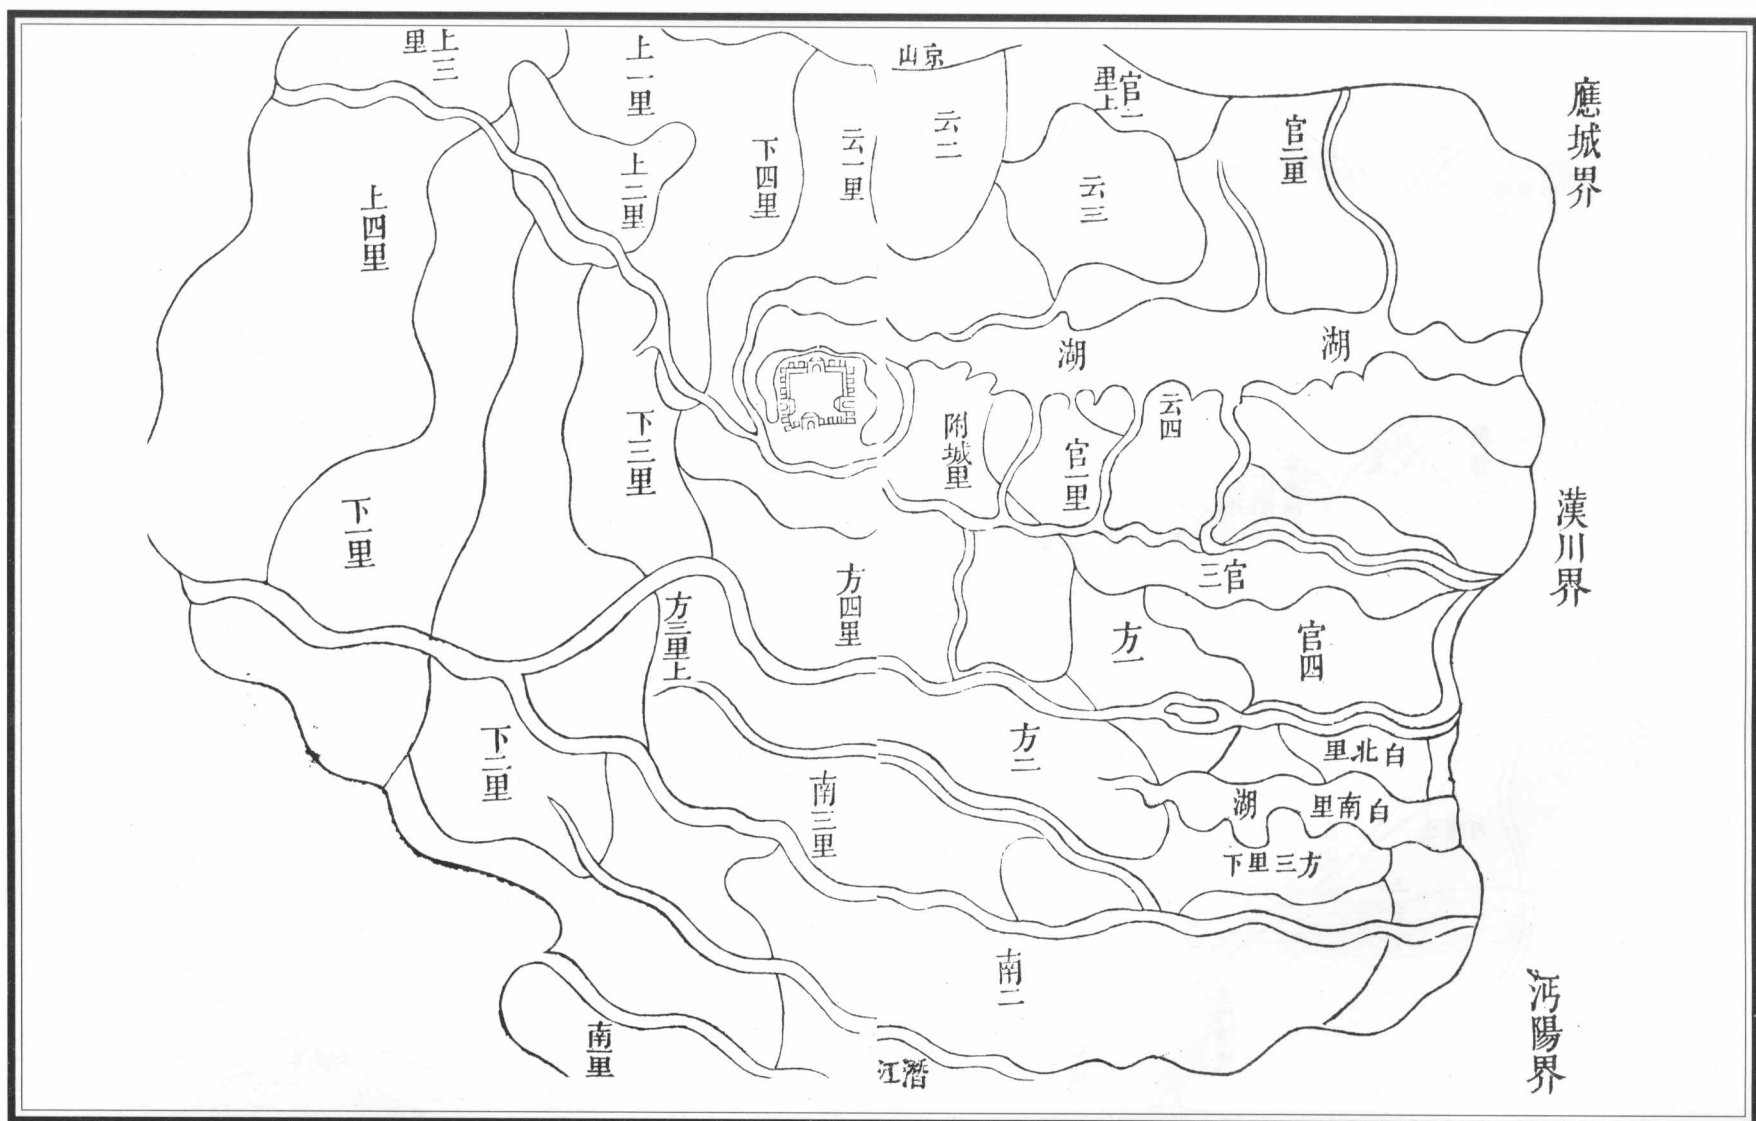 應城界
漢川界
沔陽界
官二里
官一里上
京山
云二
云三
云一里
下四里
上一里
上二里
上三里
上四里
湖
湖
云四
官一里
附城里
下三里
下一里
官三
官四
方一
方四里
方三里上
方二
白北里
白南里
湖
方三里下
南三里
下二里
南二
南一里
潛江